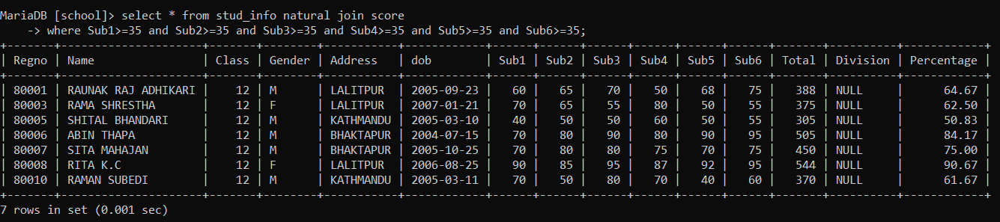 MariaDB [school]> select * from stud_info natural join score
    -> where Sub1>=35 and Sub2>=35 and Sub3>=35 and Sub4>=35 and Sub5>=35 and Sub6>=35;
+-------+----------------------+-------+--------+-----------+------------+------+------+------+------+------+------+-------+----------+------------+
| Regno | Name                 | Class | Gender | Address   | dob        | Sub1 | Sub2 | Sub3 | Sub4 | Sub5 | Sub6 | Total | Division | Percentage |
+-------+----------------------+-------+--------+-----------+------------+------+------+------+------+------+------+-------+----------+------------+
| 80001 | RAUNAK RAJ ADHIKARI  |    12 | M      | LALITPUR  | 2005-09-23 |   60 |   65 |   70 |   50 |   68 |   75 |   388 | NULL     |      64.67 |
| 80003 | RAMA SHRESTHA        |    12 | F      | LALITPUR  | 2007-01-21 |   70 |   65 |   55 |   80 |   50 |   55 |   375 | NULL     |      62.50 |
| 80005 | SHITAL BHANDARI      |    12 | M      | KATHMANDU | 2005-03-10 |   40 |   50 |   50 |   60 |   50 |   55 |   305 | NULL     |      50.83 |
| 80006 | ABIN THAPA           |    12 | M      | BHAKTAPUR | 2004-07-15 |   70 |   80 |   90 |   80 |   90 |   95 |   505 | NULL     |      84.17 |
| 80007 | SITA MAHAJAN         |    12 | M      | BHAKTAPUR | 2005-10-25 |   70 |   80 |   80 |   75 |   70 |   75 |   450 | NULL     |      75.00 |
| 80008 | RITA K.C             |    12 | F      | LALITPUR  | 2006-08-25 |   90 |   85 |   95 |   87 |   92 |   95 |   544 | NULL     |      90.67 |
| 80010 | RAMAN SUBEDI         |    12 | M      | KATHMANDU | 2005-03-11 |   70 |   50 |   80 |   70 |   40 |   60 |   370 | NULL     |      61.67 |
+-------+----------------------+-------+--------+-----------+------------+------+------+------+------+------+------+-------+----------+------------+
7 rows in set (0.001 sec)